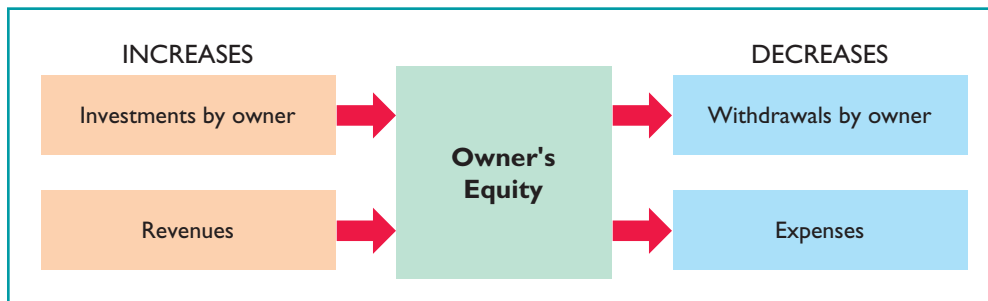 INCREASES
DECREASES
Investments by owner
Withdrawals by owner
Owner's
Equity
Revenues
Expenses